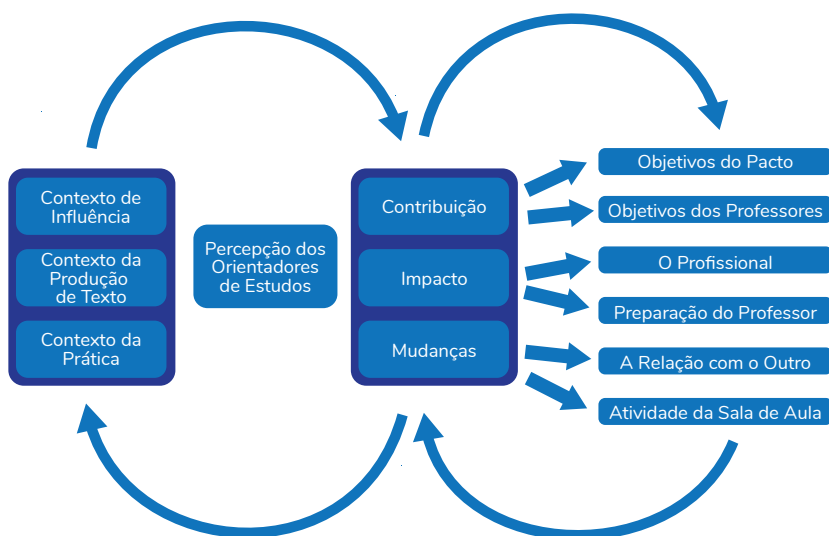 Contexto de
Influência
Contexto da
Produção
de Texto
Contexto da
Prática
Percepção dos
Orientadores
de Estudos
Contribuição
Impacto
Mudanças
Objetivos do Pacto
Objetivos dos Professores
O Profissional
Preparação do Professor
A Relação com o Outro
Atividade da Sala de Aula